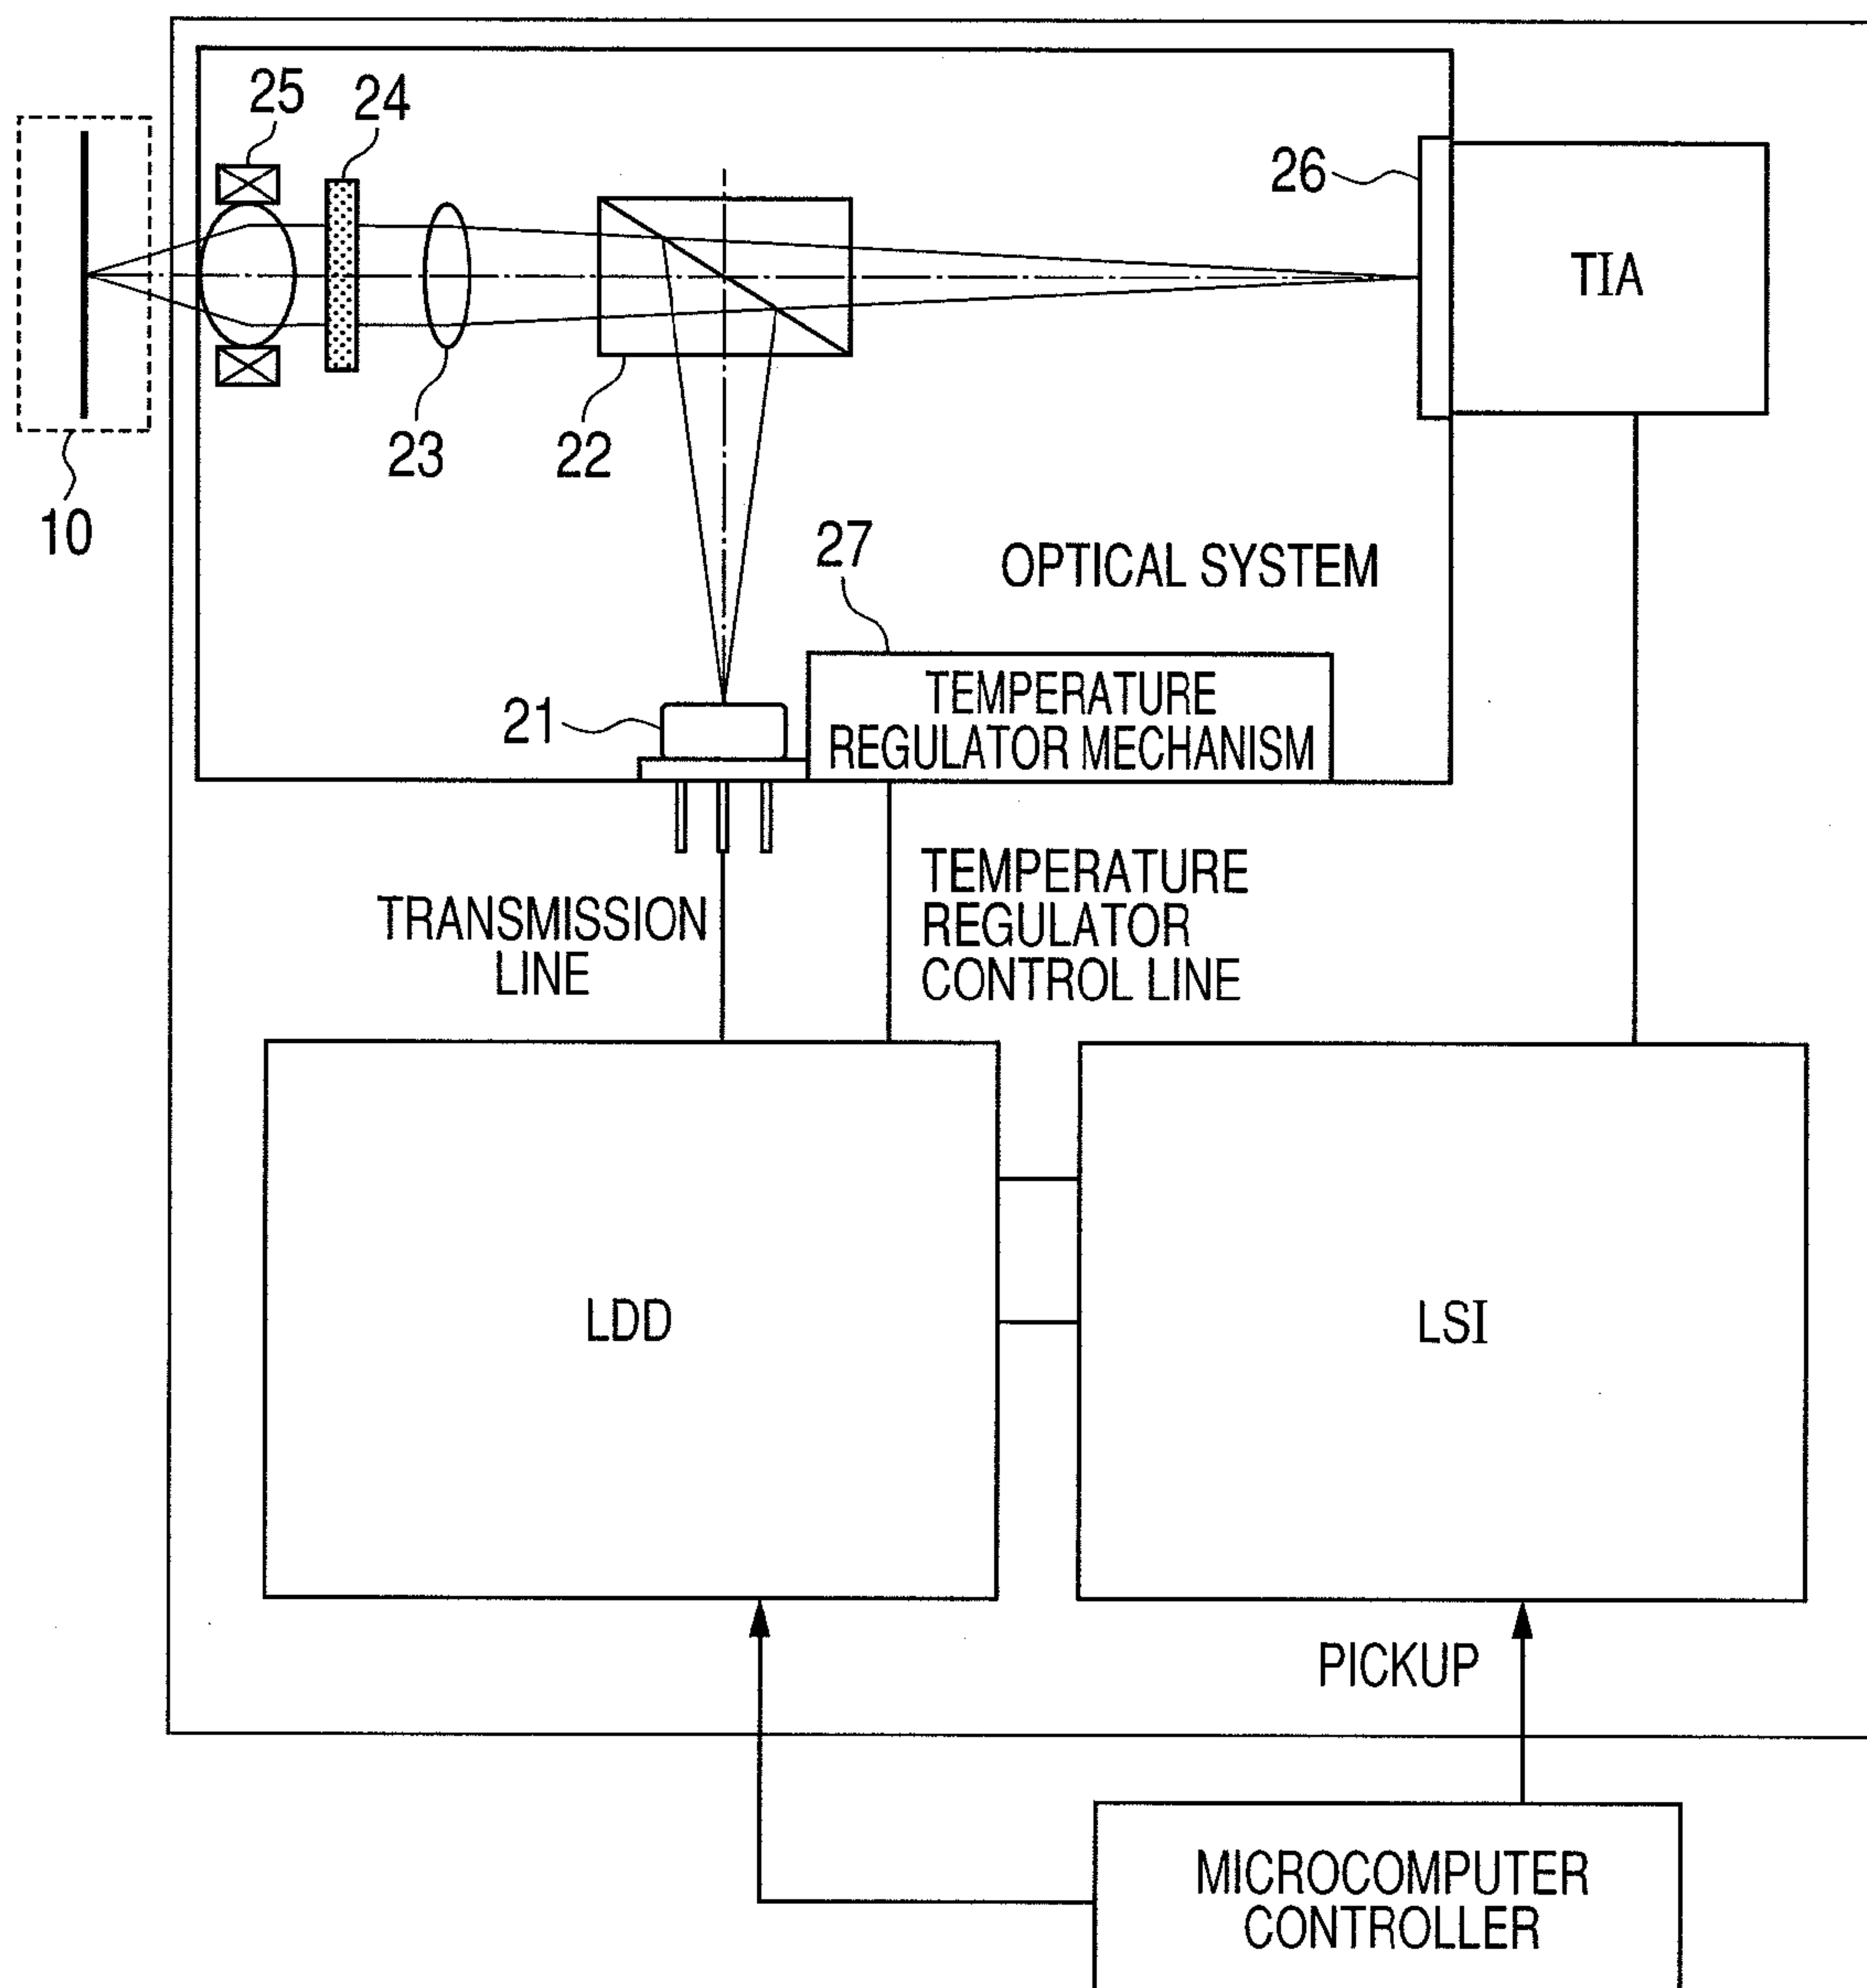 25
24
26
TIA
23
22
10
27
OPTICAL SYSTEM
TEMPERATURE
REGULATOR MECHANISM
21
TRANSMISSION
LINE
TEMPERATURE
REGULATOR
CONTROL LINE
LDD
LSI
PICKUP
MICROCOMPUTER
CONTROLLER